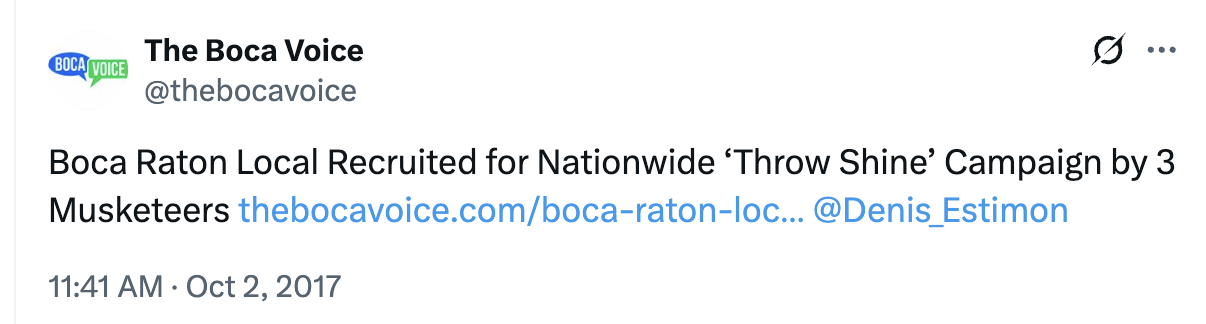 BOCA VOICE
The Boca Voice
@thebocavoice
Boca Raton Local Recruited for Nationwide ‘Throw Shine’ Campaign by 3
Musketeers thebocavoice.com/boca-raton-loc... @Denis_Estimon
11:41 AM · Oct 2, 2017